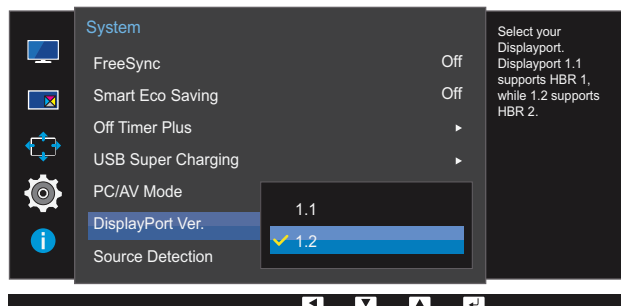 System
FreeSync Off
Smart Eco Saving Off
Off Timer Plus
USB Super Charging
PC/AV Mode
DisplayPort Ver.
1.1
1.2
Source Detection
Select your
Displayport.
Displayport 1.1
supports HBR 1,
while 1.2 supports
HBR 2.